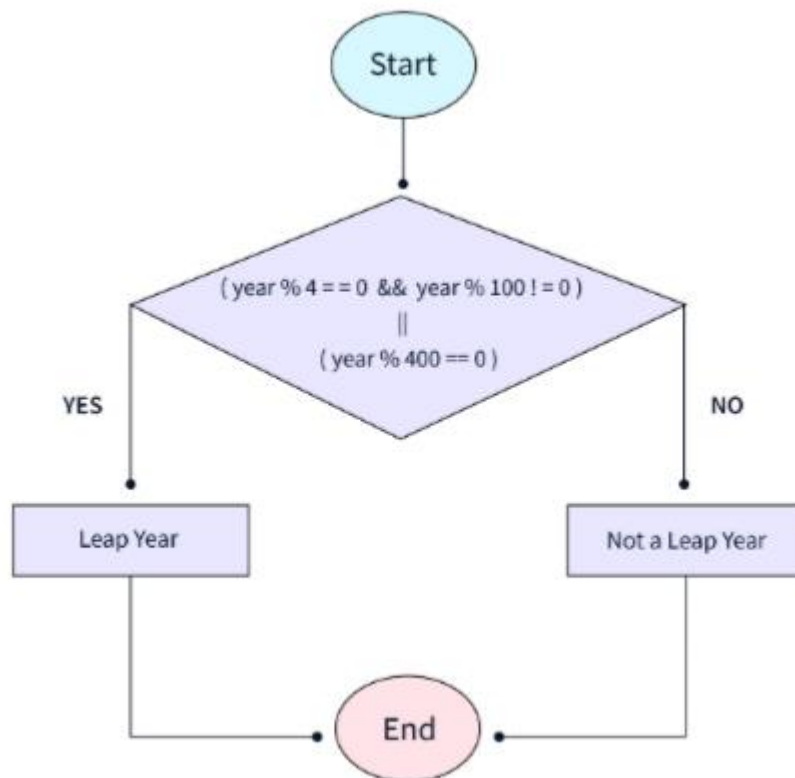 Start
( year % 4 = = 0 && year % 100 ! = 0 )
||
( year % 400 == 0 )
YES
NO
Leap Year
Not a Leap Year
End